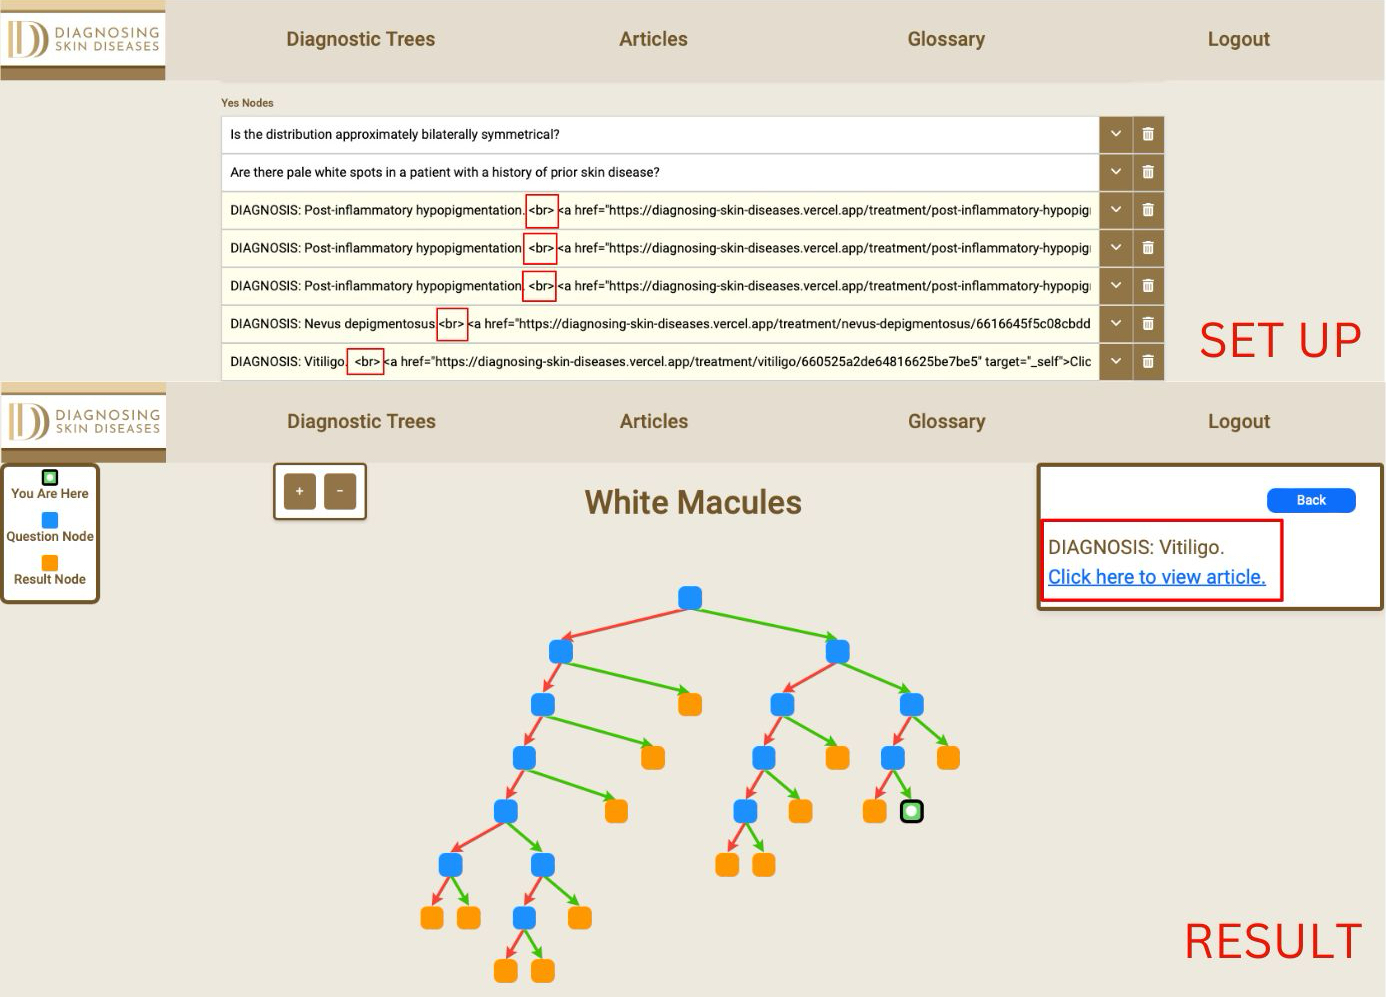 DIAGNOSING
SKIN DISEASES
Diagnostic Trees
Articles
Glossary
Logout
Yes Nodes
Is the distribution approximately bilaterally symmetrical?
Are there pale white spots in a patient with a history of prior skin disease?
DIAGNOSIS: Post-inflammatory hypopigmentation. <br> <a href="https://diagnosing-skin-diseases.vercel.app/treatment/post-inflammatory-hypopig
DIAGNOSIS: Post-inflammatory hypopigmentation. <br> <a href="https://diagnosing-skin-diseases.vercel.app/treatment/post-inflammatory-hypopig
DIAGNOSIS: Post-inflammatory hypopigmentation. <br> <a href="https://diagnosing-skin-diseases.vercel.app/treatment/post-inflammatory-hypopig
DIAGNOSIS: Nevus depigmentosus <br> <a href="https://diagnosing-skin-diseases.vercel.app/treatment/nevus-depigmentosus/6616645f5c08cbdd
DIAGNOSIS: Vitiligo. <br> <a href="https://diagnosing-skin-diseases.vercel.app/treatment/vitiligo/660525a2de64816625be7be5" target="_self">Clic
SET UP
DIAGNOSING
SKIN DISEASES
Diagnostic Trees
Articles
Glossary
Logout
You Are Here
Question Node
Result Node
+
-
White Macules
Back
DIAGNOSIS: Vitiligo.
Click here to view article.
RESULT